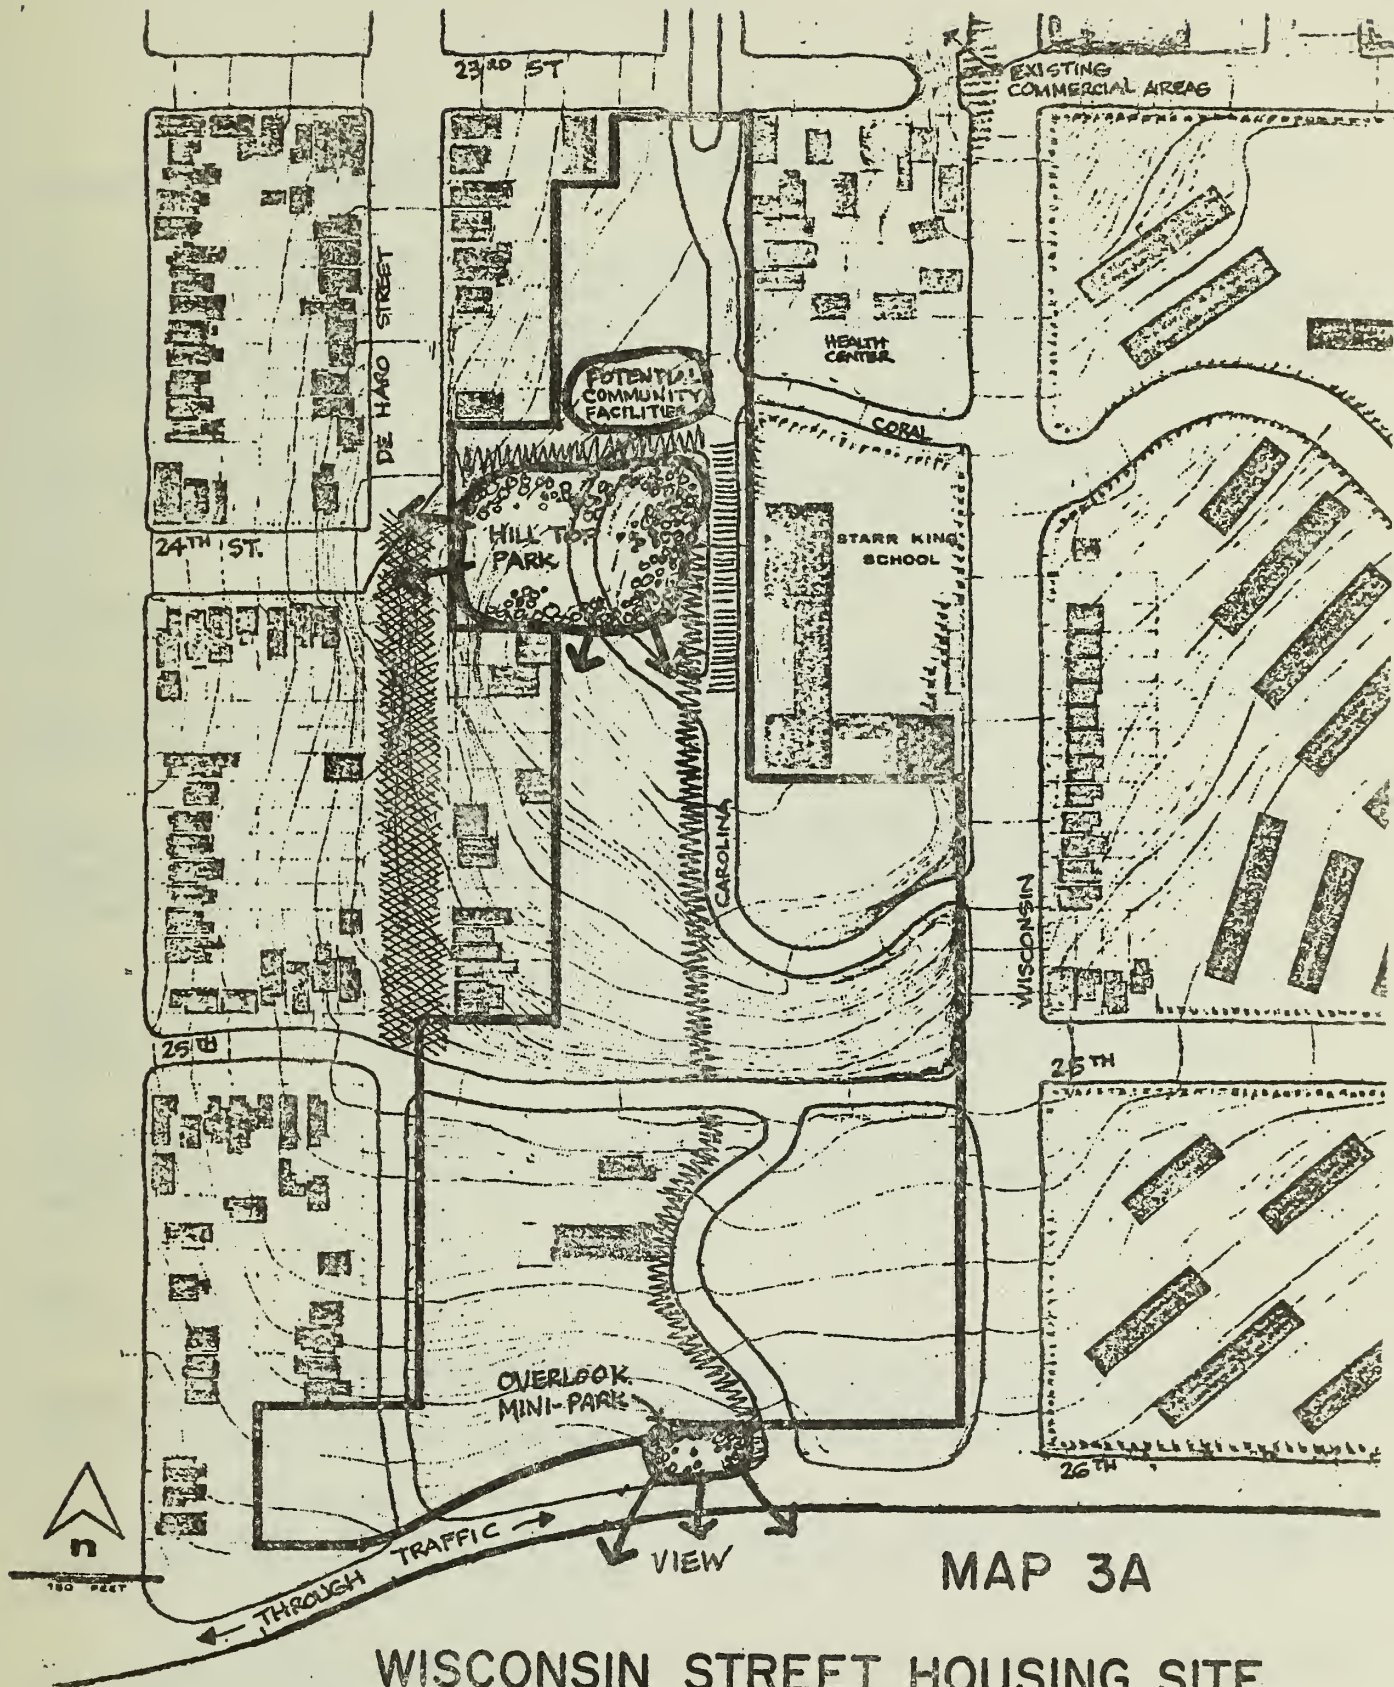 23RD ST
EXISTING
COMMERCIAL AREAS
DE HARO STREET
HEALTH
CENTER
POTENTIAL
COMMUNITY
FACILITIES
CORAL
24TH ST.
HILL TOP
PARK
STARR KING
SCHOOL
CAROLINA
WISCONSIN
25TH
25TH
OVERLOOK
MINI-PARK
26TH
n
FEET
THROUGH TRAFFIC
VIEW
MAP 3A
WISCONSIN STREET HOUSING SITE